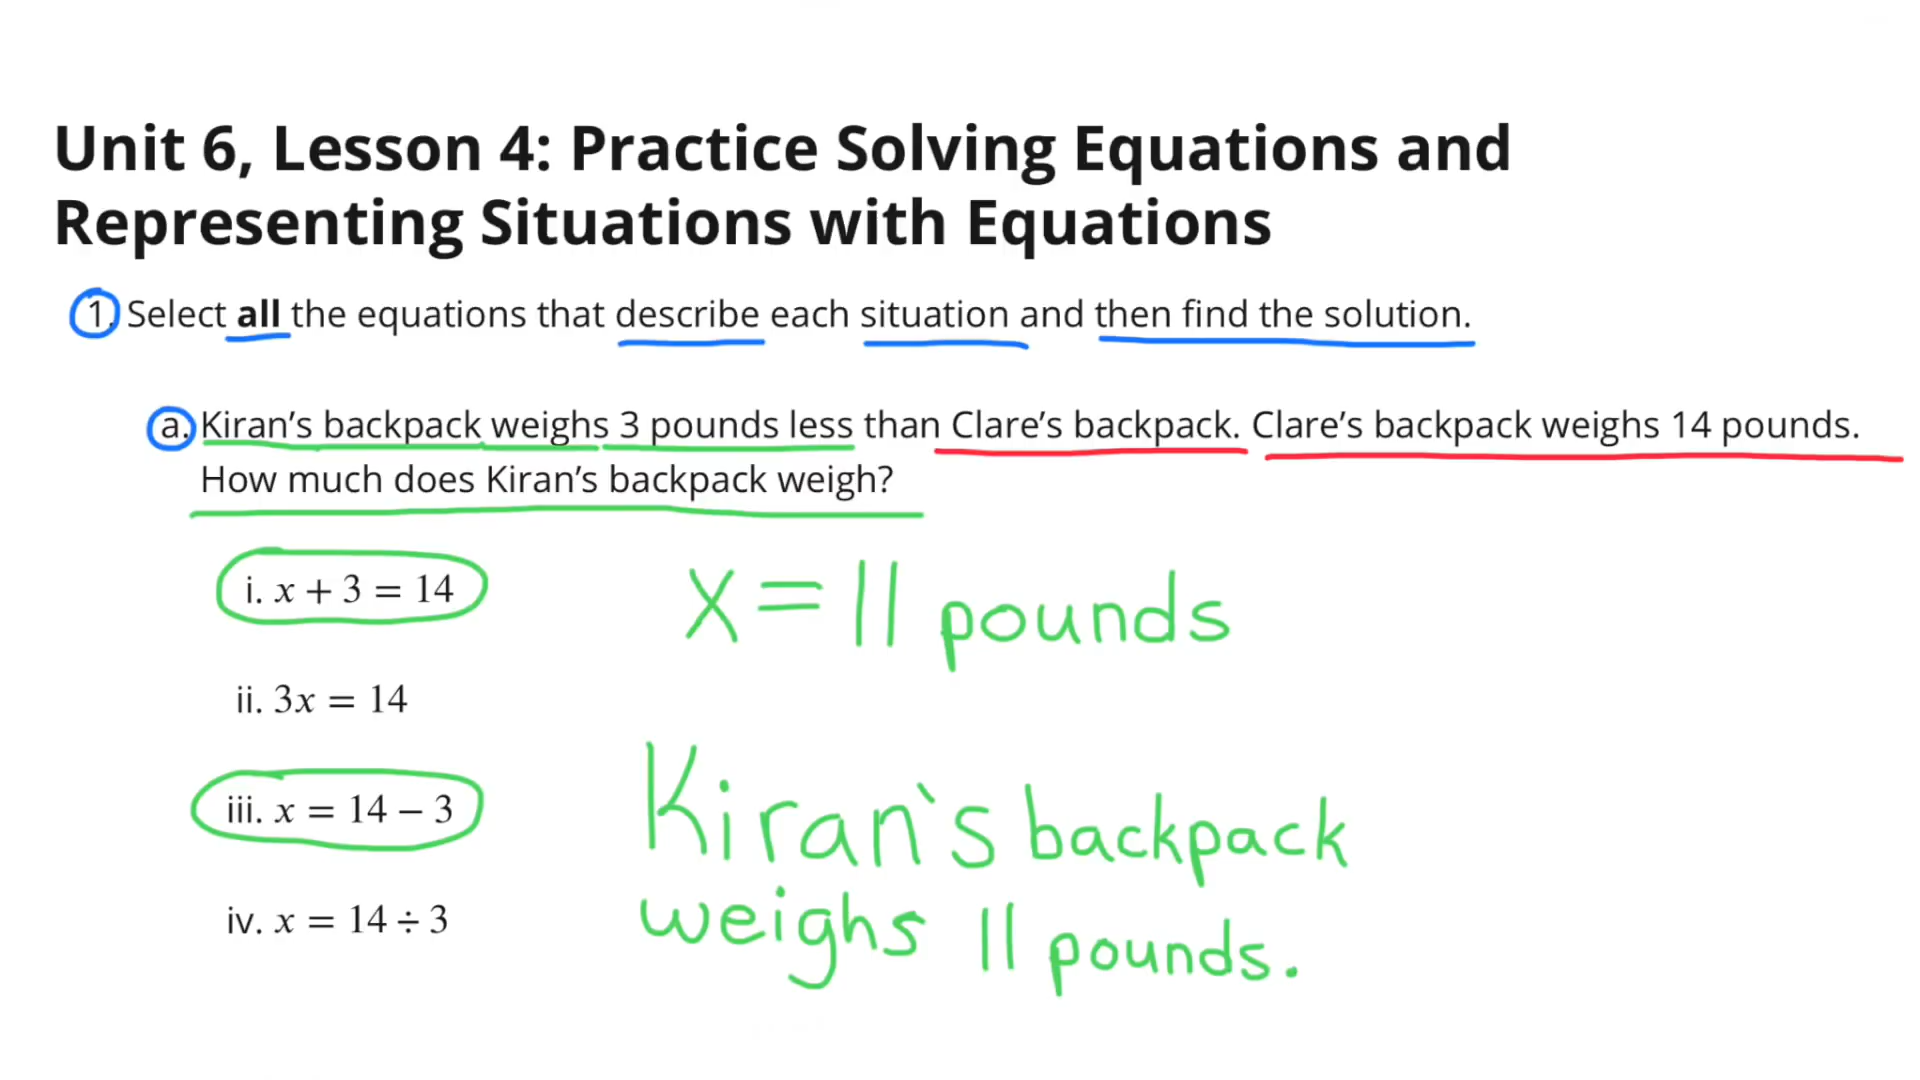 Unit 6, Lesson 4: Practice Solving Equations and
Representing Situations with Equations
1. Select all the equations that describe each situation and then find the solution.
a. Kiran’s backpack weighs 3 pounds less than Clare’s backpack. Clare’s backpack weighs 14 pounds.
How much does Kiran’s backpack weigh?
i. x + 3 = 14
x = 11 pounds
ii. 3x = 14
iii. x = 14 − 3
Kiran's backpack
weighs 11 pounds.
iv. x = 14 ÷ 3